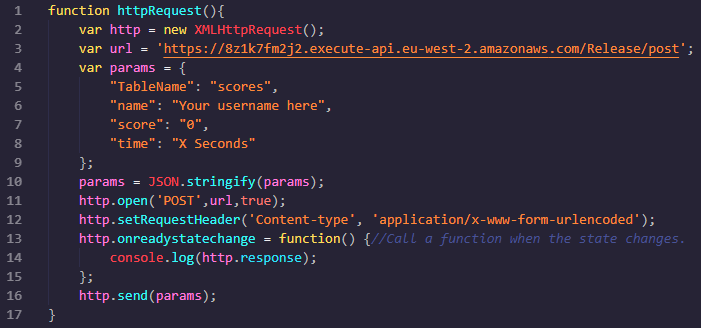 1 function httpRequest(){
2 var http = new XMLHttpRequest();
3 var url = 'https://8z1k7fm2j2.execute-api.eu-west-2.amazonaws.com/Release/post';
4 var params = {
5 "TableName": "scores",
6 "name": "Your username here",
7 "score": "0",
8 "time": "X Seconds"
9 };
10 params = JSON.stringify(params);
11 http.open('POST',url,true);
12 http.setRequestHeader('Content-type', 'application/x-www-form-urlencoded');
13 http.onreadystatechange = function() {//Call a function when the state changes.
14 console.log(http.response);
15 };
16 http.send(params);
17 }